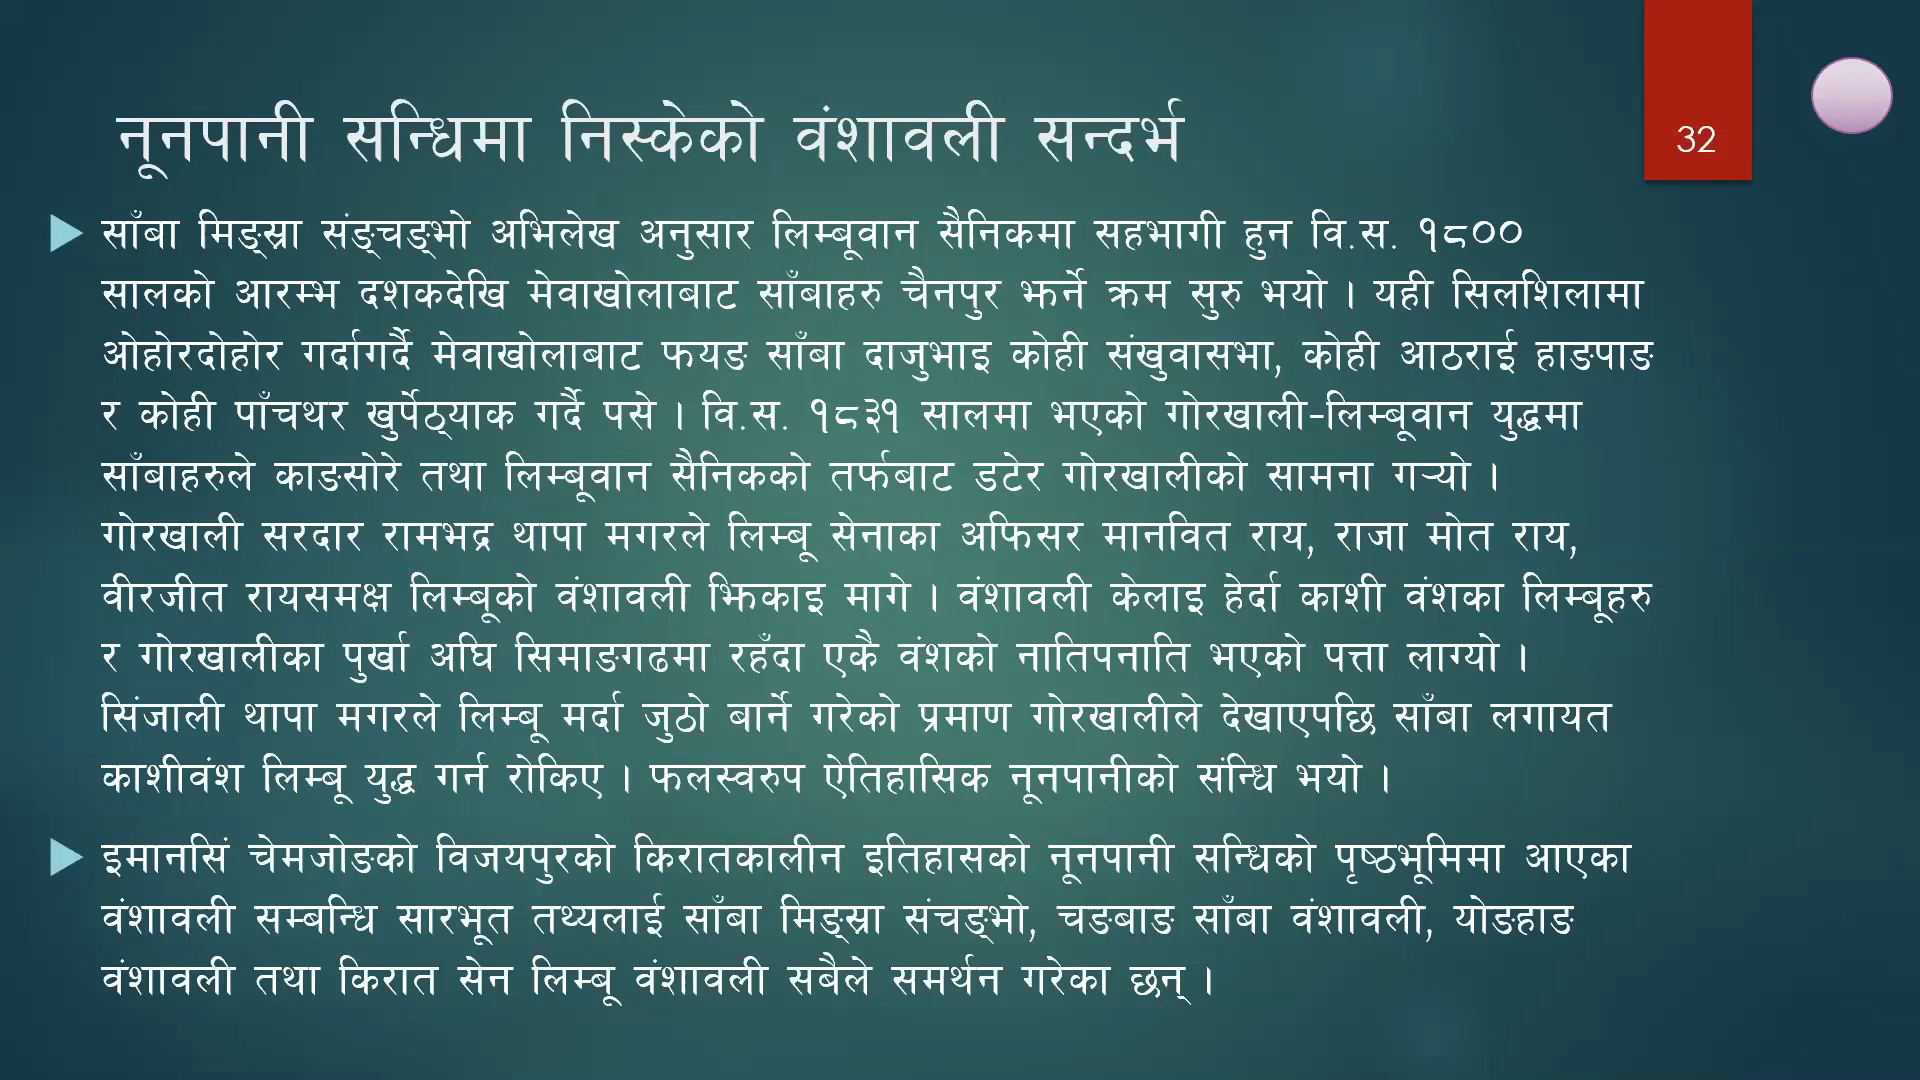 नूनपानी सन्धिमा निस्केको वंशावली सन्दर्भ
32
साँबा मिङ्स्रा संङ्चङ्भो अभिलेख अनुसार लिम्बूवान सैनिकमा सहभागी हुन वि.स. १८००
सालको आरम्भ दशकदेखि मेवाखोलाबाट साँबाहरु चैनपुर झर्ने क्रम सुरु भयो । यही सिलशिलामा
ओहोरदोहोर गर्दागर्दै मेवाखोलाबाट फयङ साँबा दाजुभाइ कोही संखुवासभा, कोही आठराई हाङपाङ
र कोही पाँचथर खुर्पेठ्याक गर्दै पसे । वि.स. १८३१ सालमा भएको गोरखाली-लिम्बूवान युद्धमा
साँबाहरुले काङसोरे तथा लिम्बूवान सैनिकको तर्फबाट डटेर गोरखालीको सामना गऱ्यो ।
गोरखाली सरदार रामभद्र थापा मगरले लिम्बू सेनाका अफिसर मानवित राय, राजा मोत राय,
वीरजीत रायसमक्ष लिम्बूको वंशावली झिकाइ मागे । वंशावली केलाइ हेर्दा काशी वंशका लिम्बूहरु
र गोरखालीका पुर्खा अघि सिमाङगढमा रहँदा एकै वंशको नातिपनाति भएको पत्ता लाग्यो ।
सिंजाली थापा मगरले लिम्बू मर्दा जुठो बार्ने गरेको प्रमाण गोरखालीले देखाएपछि साँबा लगायत
काशीवंश लिम्बू युद्ध गर्न रोकिए । फलस्वरुप ऐतिहासिक नूनपानीको संन्धि भयो ।
इमानसिं चेमजोङको विजयपुरको किरातकालीन इतिहासको नूनपानी सन्धिको पृष्ठभूमिमा आएका
वंशावली सम्बन्धि सारभूत तथ्यलाई साँबा मिङ्स्रा संचङ्भो, चङबाङ साँबा वंशावली, योङहाङ
वंशावली तथा किरात सेन लिम्बू वंशावली सबैले समर्थन गरेका छन् ।